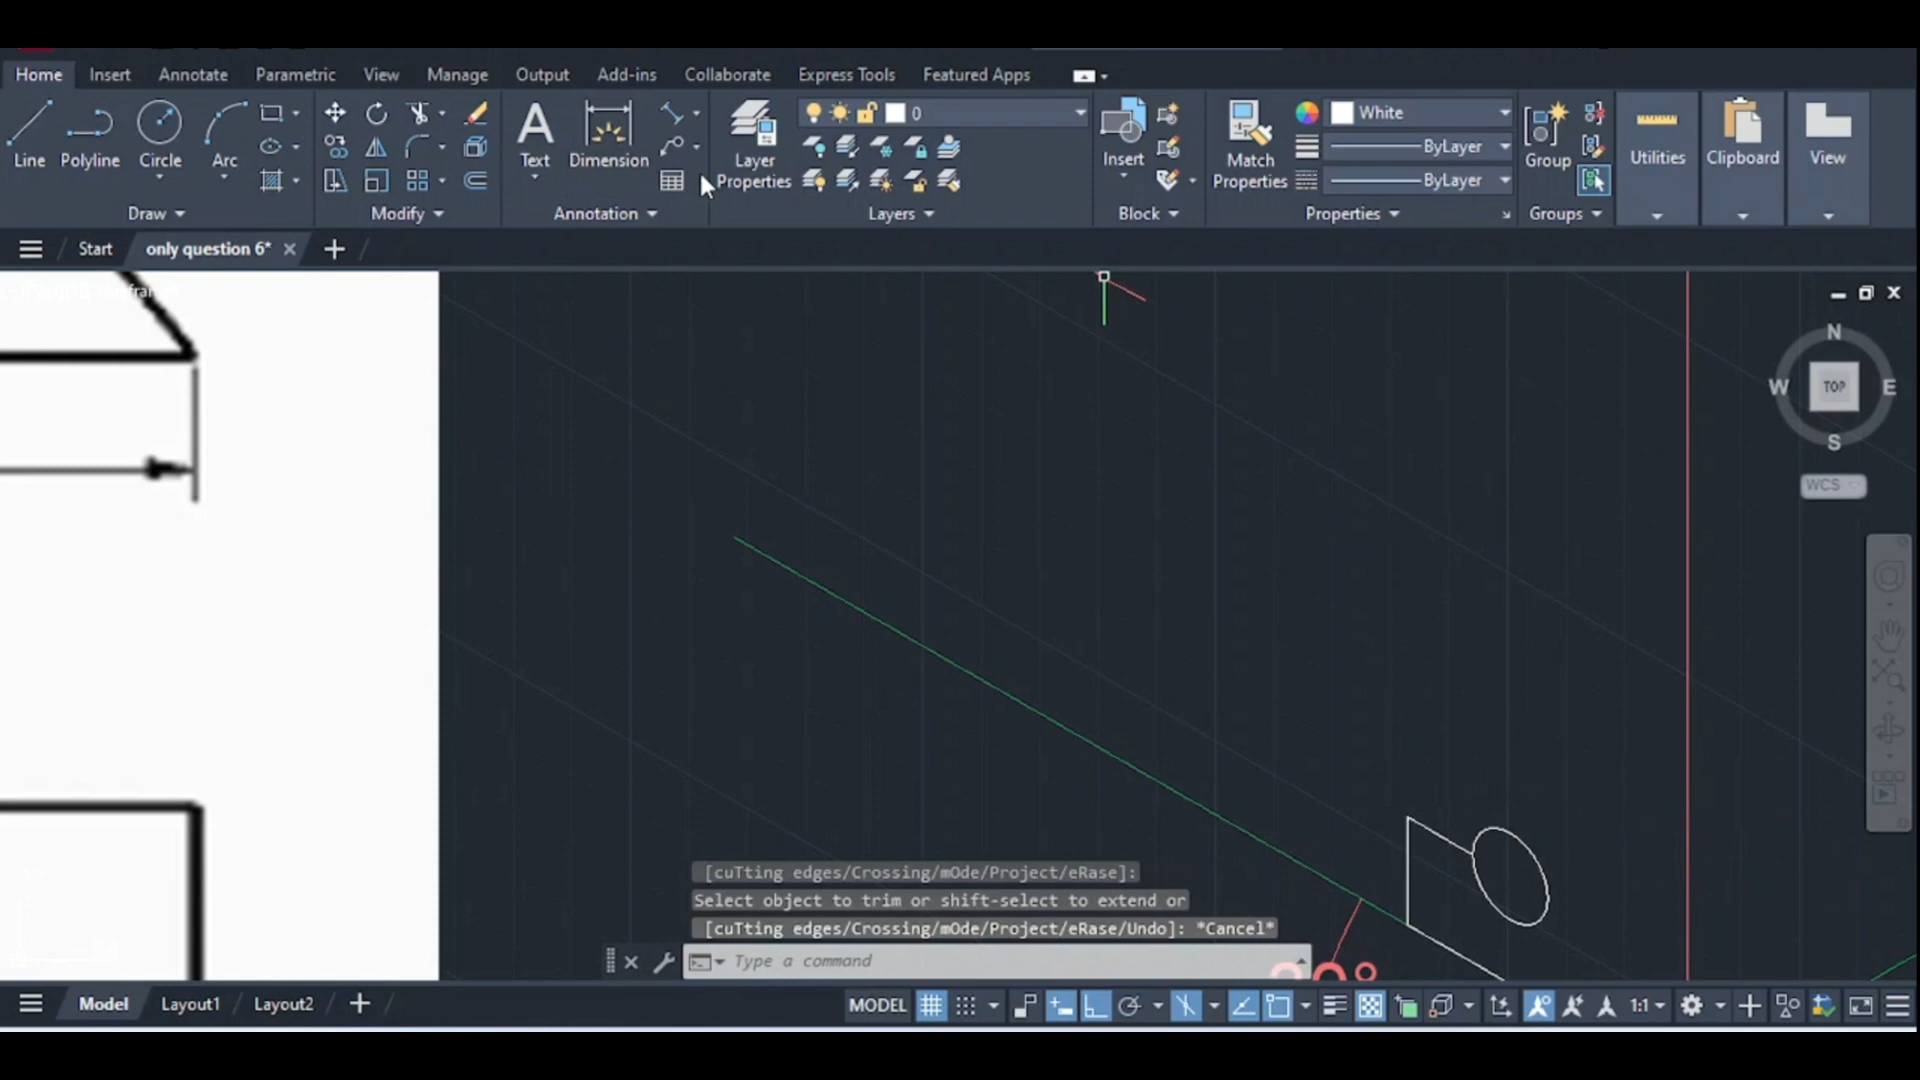 Home Insert Annotate Parametric View Manage Output Add-ins Collaborate Express Tools Featured Apps
0 White
Line Polyline Circle Arc Text Dimension Layer Properties Insert Match Properties ByLayer ByLayer Group Utilities Clipboard View
Draw Modify Annotation Layers Block Properties Groups
Start only question 6*
N
W TOP E
S
WCS
[cuTting edges/Crossing/mOde/Project/eRase]:
Select object to trim or shift-select to extend or
[cuTting edges/Crossing/mOde/Project/eRase/Undo]: *Cancel*
Type a command
Model Layout1 Layout2 MODEL 1:1